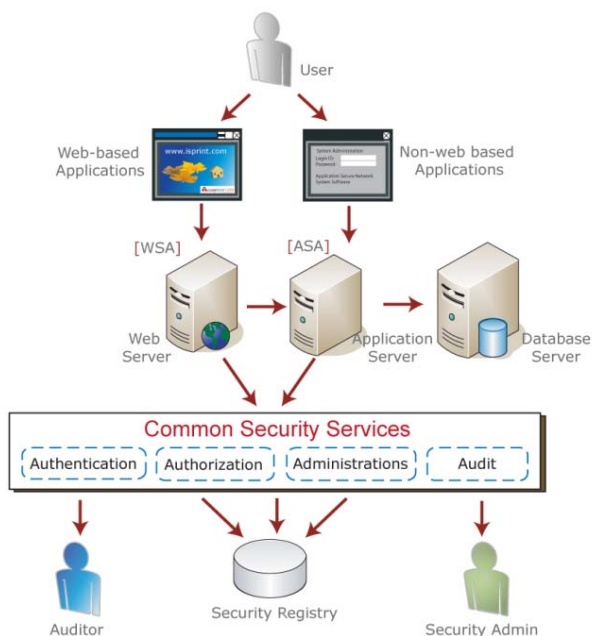 User
Web-based
Applications
www.isprint.com
System Administration
Login ID:
Password:
Application Secure Network
System Software
Non-web based
Applications
[WSA]
[ASA]
Web
Server
Application
Server
Database
Server
Common Security Services
Authentication
Authorization
Administrations
Audit
Auditor
Security Registry
Security Admin